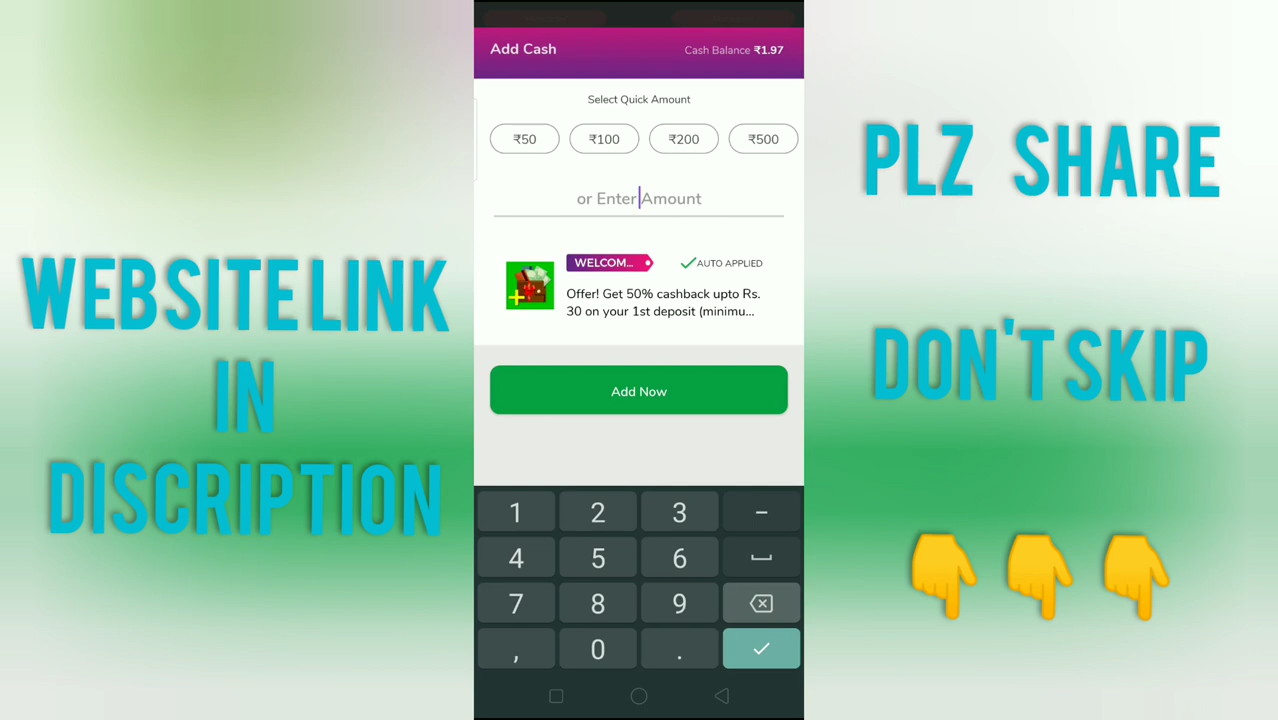 WEBSITE LINK
IN
DISCRIPTION
Add Cash
Cash Balance ₹1.97
Select Quick Amount
₹50 ₹100 ₹200 ₹500
or Enter Amount
WELCOM... AUTO APPLIED
Offer! Get 50% cashback upto Rs.
30 on your 1st deposit (minimu...
Add Now
1 2 3 −
4 5 6
7 8 9
, 0 .
PLZ SHARE
DON'T SKIP